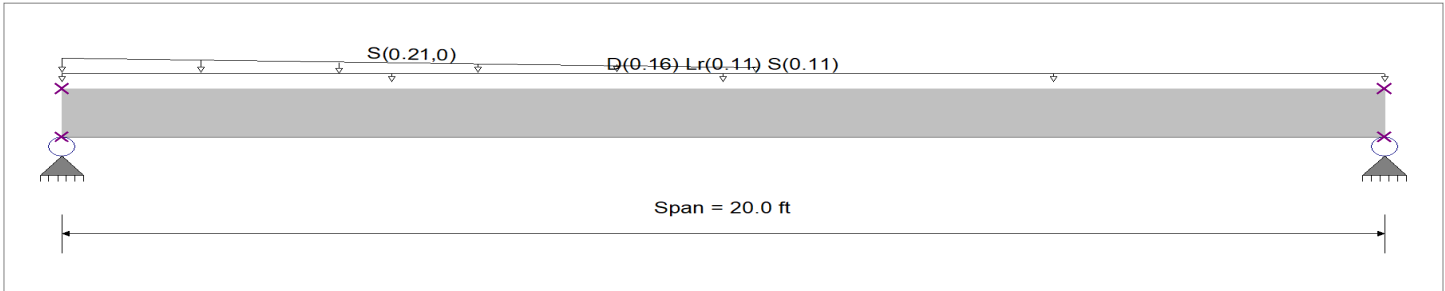 S(0.21,0)
D(0.16) Lr(0.11) S(0.11)
Span = 20.0 ft